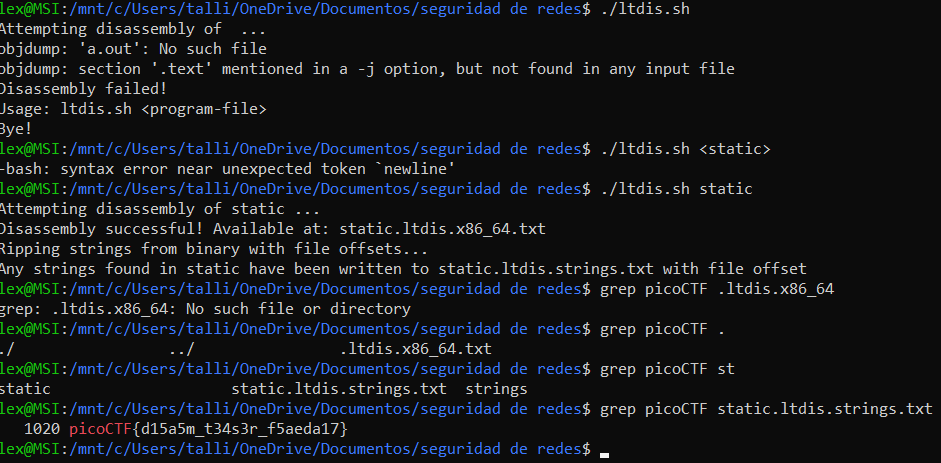 lex@MSI:/mnt/c/Users/talli/OneDrive/Documentos/seguridad de redes$ ./ltdis.sh
Attempting disassembly of  ...
objdump: 'a.out': No such file
objdump: section '.text' mentioned in a -j option, but not found in any input file
Disassembly failed!
Usage: ltdis.sh <program-file>
Bye!
lex@MSI:/mnt/c/Users/talli/OneDrive/Documentos/seguridad de redes$ ./ltdis.sh <static>
-bash: syntax error near unexpected token `newline'
lex@MSI:/mnt/c/Users/talli/OneDrive/Documentos/seguridad de redes$ ./ltdis.sh static
Attempting disassembly of static ...
Disassembly successful! Available at: static.ltdis.x86_64.txt
Ripping strings from binary with file offsets...
Any strings found in static have been written to static.ltdis.strings.txt with file offset
lex@MSI:/mnt/c/Users/talli/OneDrive/Documentos/seguridad de redes$ grep picoCTF .ltdis.x86_64
grep: .ltdis.x86_64: No such file or directory
lex@MSI:/mnt/c/Users/talli/OneDrive/Documentos/seguridad de redes$ grep picoCTF .
./                 ../                .ltdis.x86_64.txt
lex@MSI:/mnt/c/Users/talli/OneDrive/Documentos/seguridad de redes$ grep picoCTF st
static                   static.ltdis.strings.txt  strings
lex@MSI:/mnt/c/Users/talli/OneDrive/Documentos/seguridad de redes$ grep picoCTF static.ltdis.strings.txt
   1020 picoCTF{d15a5m_t34s3r_f5aeda17}
lex@MSI:/mnt/c/Users/talli/OneDrive/Documentos/seguridad de redes$